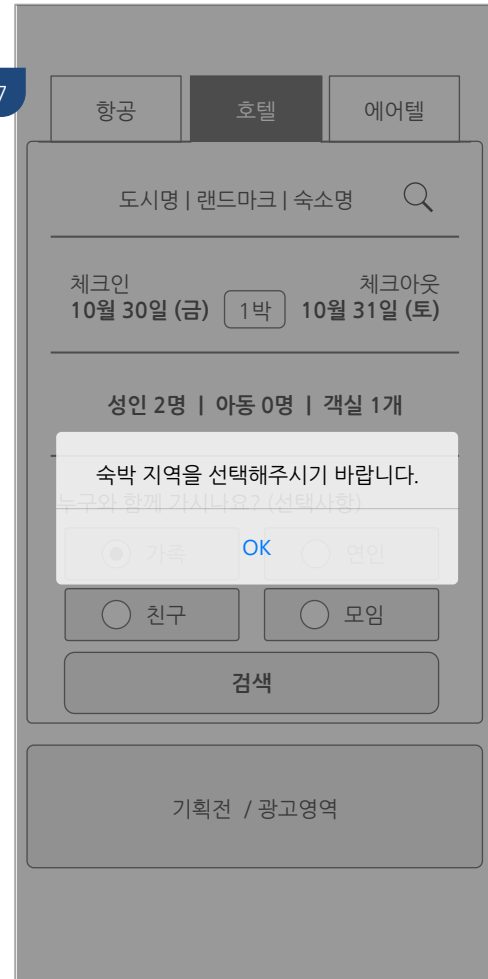 7
항공
호텔
에어텔
도시명 | 랜드마크 | 숙소명
체크인
체크아웃
10월 30일 (금)
1박
10월 31일 (토)
성인 2명 | 아동 0명 | 객실 1개
숙박 지역을 선택해주시기 바랍니다.
누구와 함께 가시나요? (선택사항)
OK
가족
연인
친구
모임
검색
기획전 / 광고영역